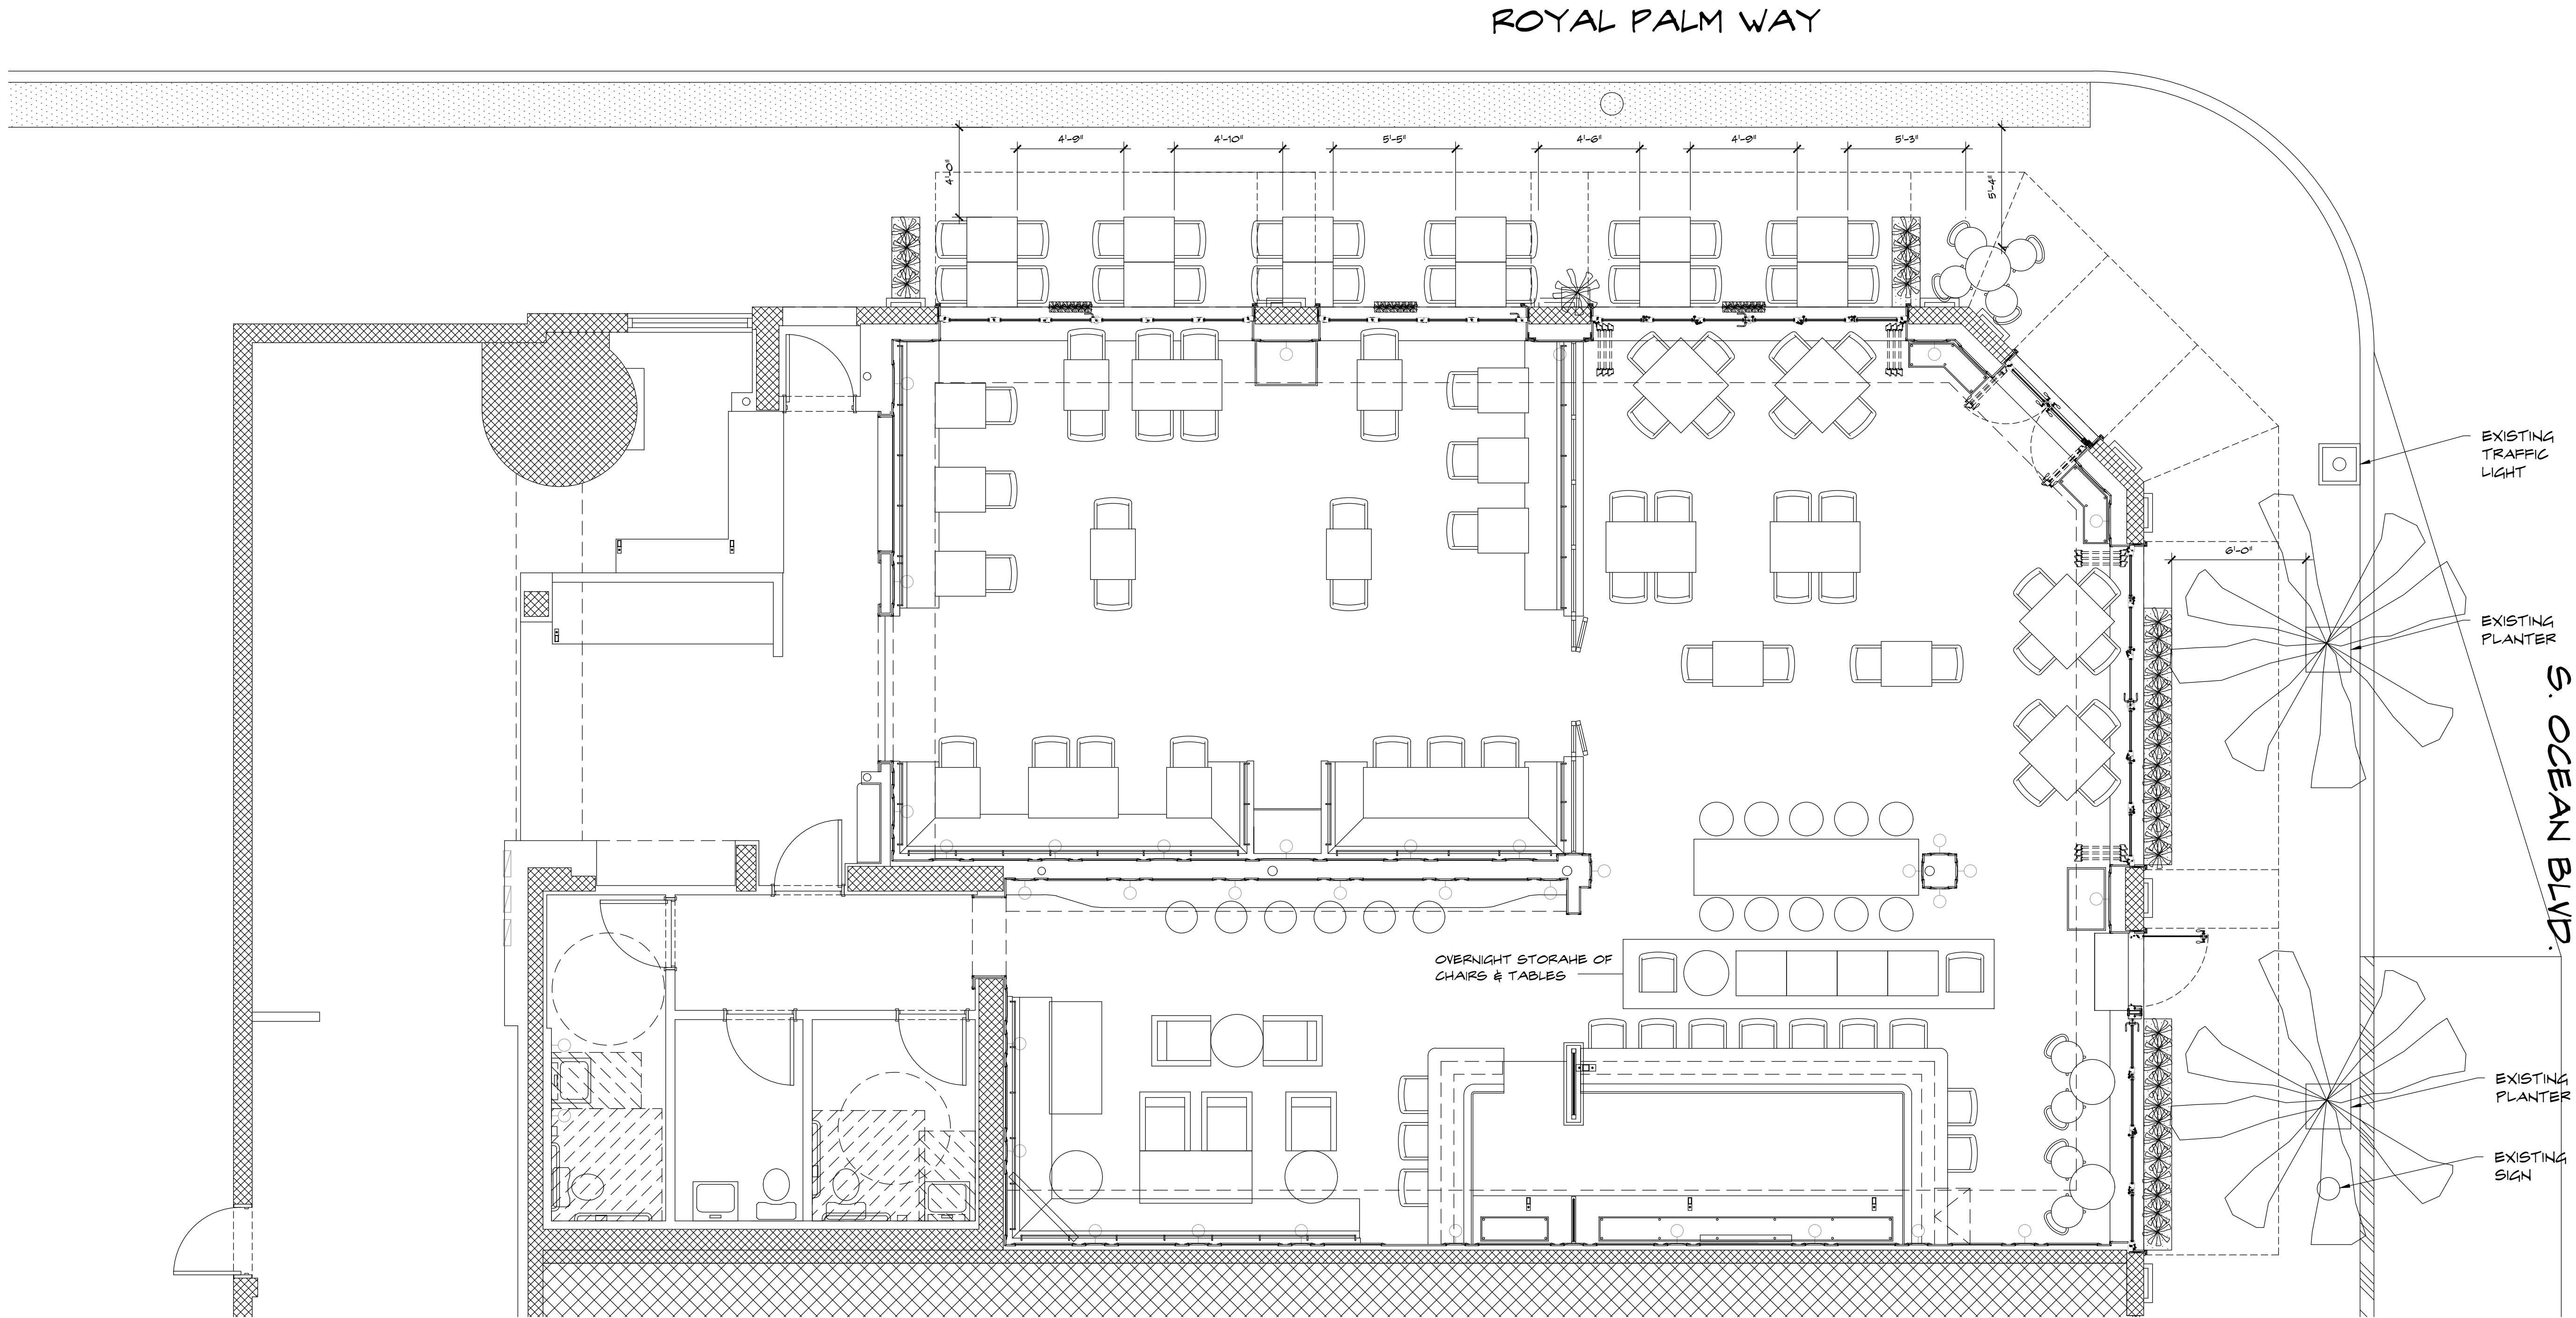 ROYAL PALM WAY
4'-9"
4'-10"
5'-5"
4'-6"
4'-9"
5'-3"
4'-0"
5'-4"
EXISTING
TRAFFIC
LIGHT
6'-0"
EXISTING
PLANTER
S. OCEAN BLVD.
OVERNIGHT STORAHE OF
CHAIRS & TABLES
EXISTING
PLANTER
EXISTING
SIGN